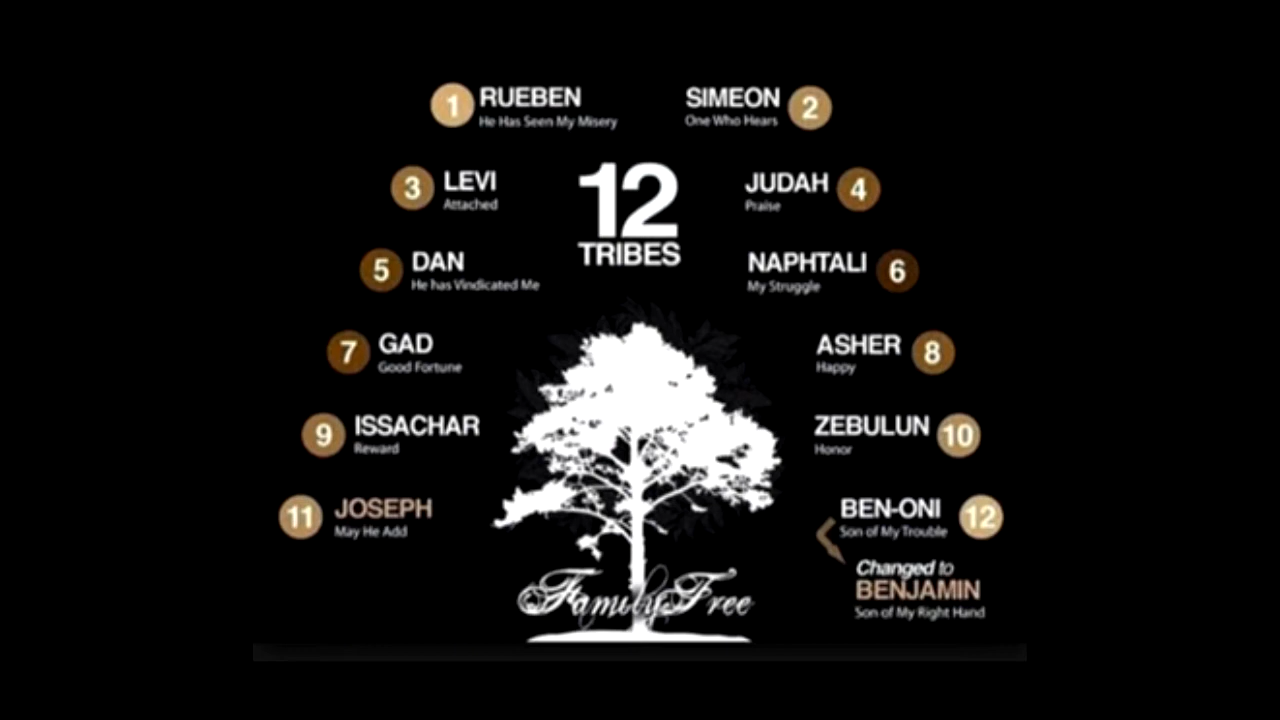 1 RUEBEN
He Has Seen My Misery
SIMEON 2
One Who Hears
12
TRIBES
3 LEVI
Attached
JUDAH 4
Praise
5 DAN
He has Vindicated Me
NAPHTALI 6
My Struggle
7 GAD
Good Fortune
ASHER 8
Happy
9 ISSACHAR
Reward
ZEBULUN 10
Honor
11 JOSEPH
May He Add
BEN-ONI 12
Son of My Trouble
Changed to
BENJAMIN
Son of My Right Hand
Family Tree